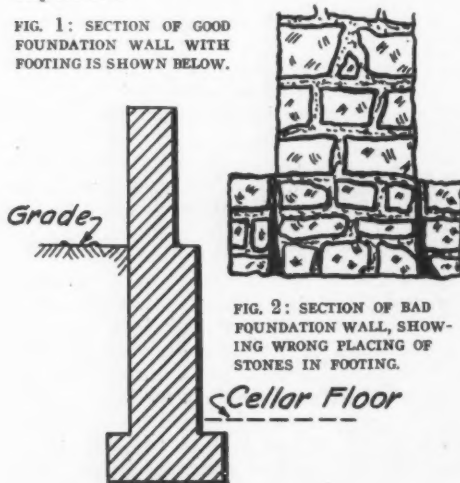 FIG. 1: SECTION OF GOOD
FOUNDATION WALL WITH
FOOTING IS SHOWN BELOW.
Grade
FIG. 2: SECTION OF BAD
FOUNDATION WALL, SHOW-
ING WRONG PLACING OF
STONES IN FOOTING.
Cellar Floor